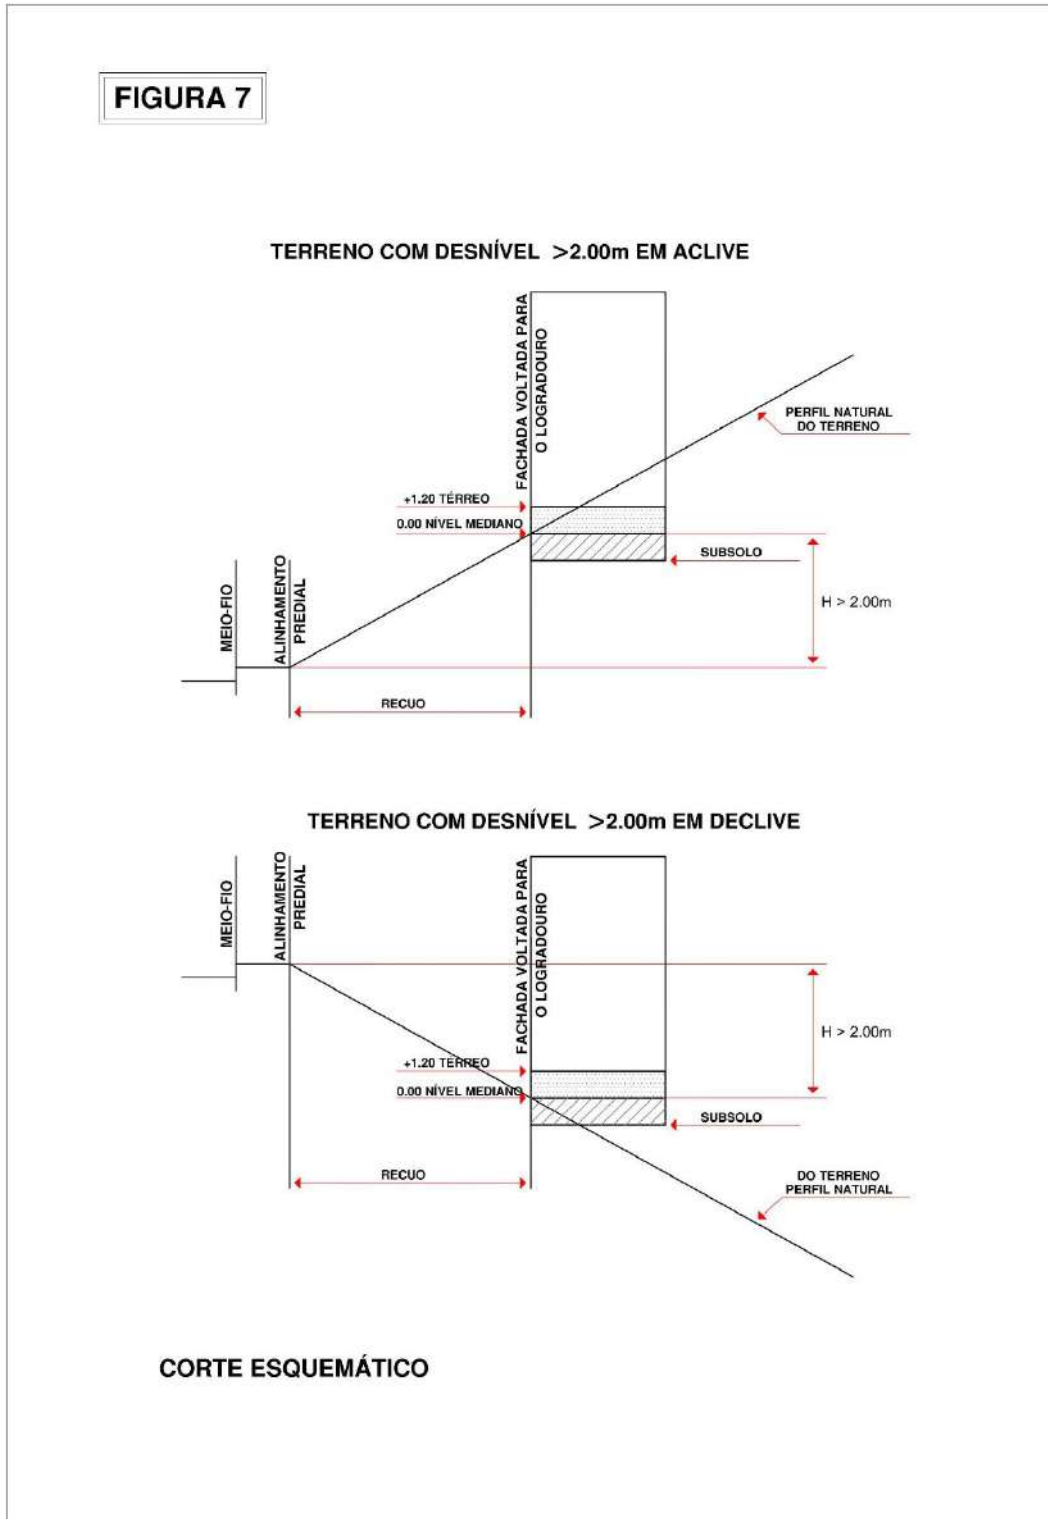 FIGURA 7
TERRENO COM DESNÍVEL >2.00m EM ACLIVE
FACHADA VOLTADA PARA
O LOGRADOURO
PERFIL NATURAL
DO TERRENO
+1.20 TÉRREO
0.00 NÍVEL MEDIANO
SUBSOLO
MEIO-FIO
ALINHAMENTO
PREDIAL
H > 2.00m
RECUO
TERRENO COM DESNÍVEL >2.00m EM DECLIVE
MEIO-FIO
ALINHAMENTO
PREDIAL
FACHADA VOLTADA PARA
O LOGRADOURO
H > 2.00m
+1.20 TÉRREO
0.00 NÍVEL MEDIANO
SUBSOLO
RECUO
DO TERRENO
PERFIL NATURAL
CORTE ESQUEMÁTICO